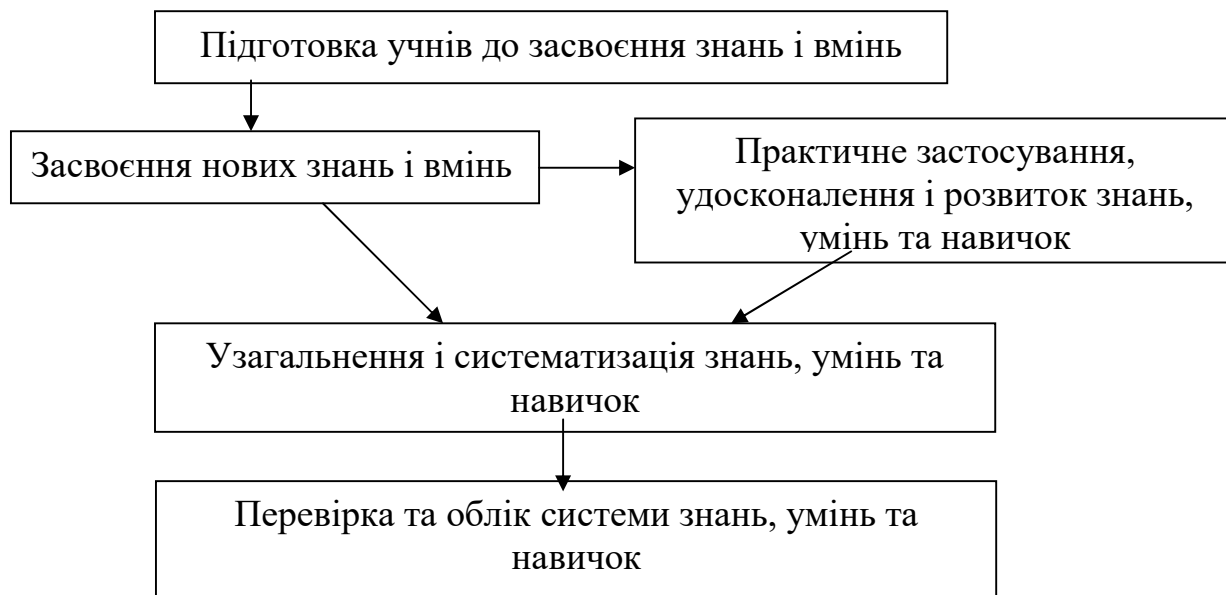 Підготовка учнів до засвоєння знань і вмінь
Засвоєння нових знань і вмінь
Практичне застосування,
удосконалення і розвиток знань,
умінь та навичок
Узагальнення і систематизація знань, умінь та
навичок
Перевірка та облік системи знань, умінь та
навичок